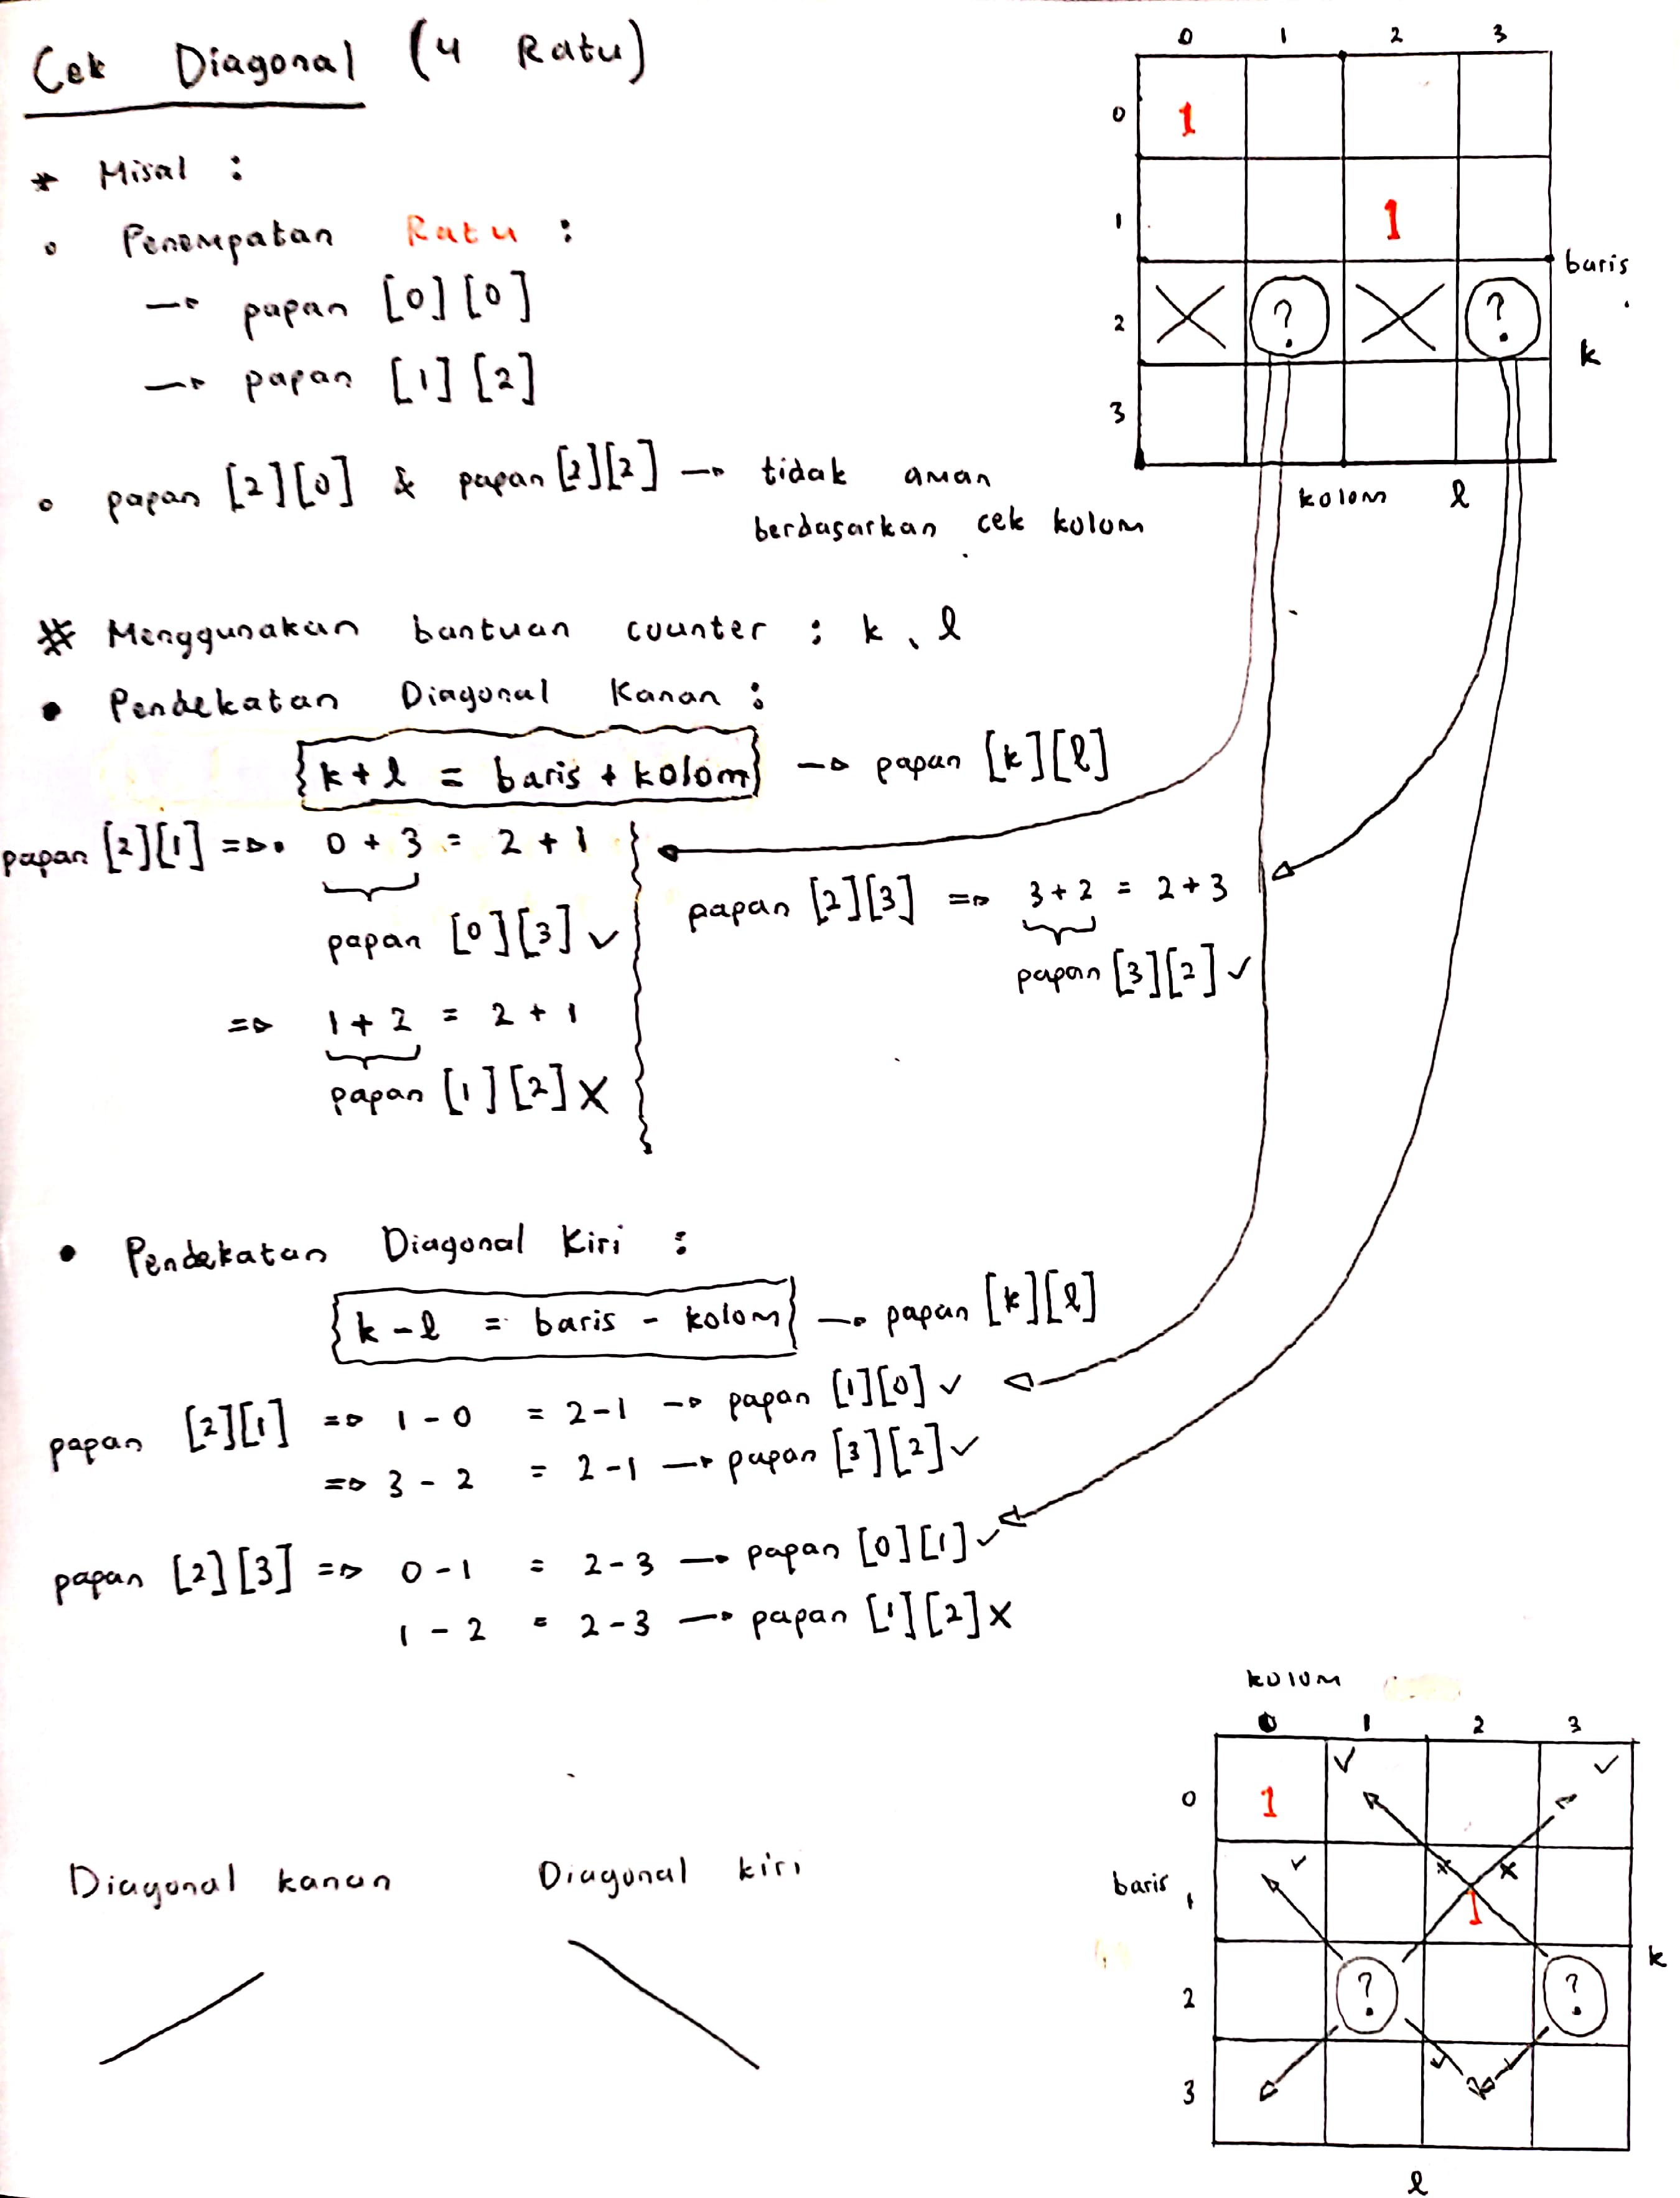 Cek Diagonal (4 Ratu)
* Misal :
Penempatan Ratu :
→ papan [0][0]
→ papan [1][2]
papan [2][0] & papan [2][2] → tidak aman
berdasarkan cek kolom
0 1 2 3
0 1
1 1
baris
2 ? ?
k
3
kolom l
* Menggunakan bantuan counter : k, l
• Pendekatan Diagonal Kanan :
k + l = baris + kolom → papan [k][l]
papan [2][1] => 0 + 3 = 2 + 1
papan [0][3] ✓
=> 1 + 2 = 2 + 1
papan [1][2] X
papan [2][3] => 3 + 2 = 2 + 3
papan [3][2] ✓
• Pendekatan Diagonal Kiri :
k - l = baris - kolom → papan [k][l]
papan [2][1] => 1 - 0 = 2 - 1 → papan [1][0] ✓
=> 3 - 2 = 2 - 1 → papan [3][2] ✓
papan [2][3] => 0 - 1 = 2 - 3 → papan [0][1] ✓
1 - 2 = 2 - 3 → papan [1][2] X
Diagonal kanan
Diagonal kiri
kolom
0 1 2 3
0 1 ✓ ✓
baris 1 ✓ x x 1
k
2 ? ?
3 ✓ ✓
l